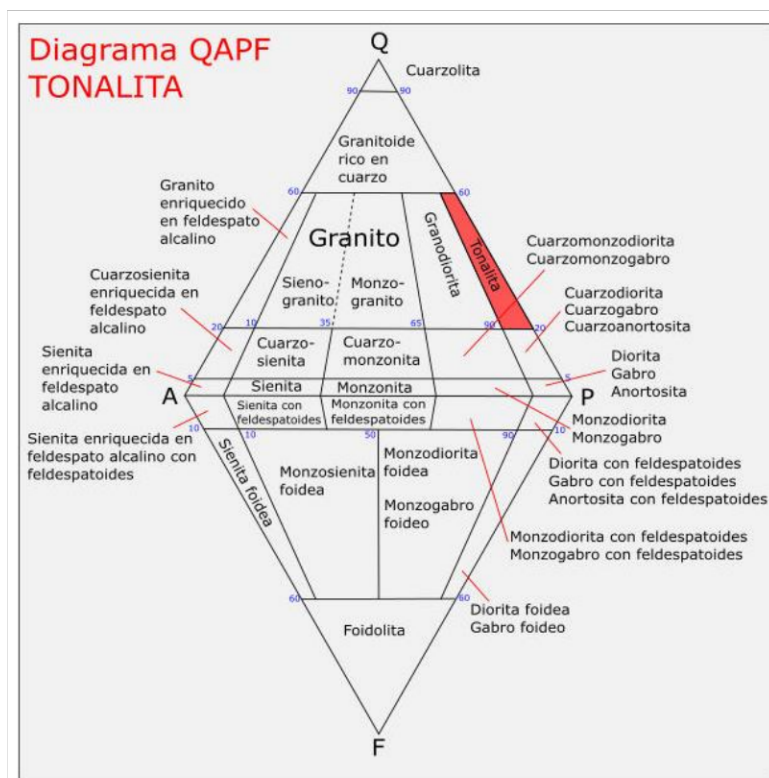 Diagrama QAPF
TONALITA
Q
Cuarzolita
90
90
Granitoide
rico en
cuarzo
60
60
Granito
enriquecido
en feldespato
alcalino
Granito
Granodiorita
Tonalita
Cuarzomonzodiorita
Cuarzomonzogabro
Sieno-
granito
Monzo-
granito
Cuarzosienita
enriquecida en
feldespato
alcalino
Cuarzodiorita
Cuarzogabro
Cuarzoanortosita
20
10
35
65
90
20
Cuarzo-
sienita
Cuarzo-
monzonita
Sienita
enriquecida en
feldespato
alcalino
Diorita
Gabro
Anortosita
5
5
Sienita
Monzonita
A
P
Sienita con
feldespatoides
Monzonita con
feldespatoides
Monzodiorita
Monzogabro
10
10
50
90
10
Sienita enriquecida en
feldespato alcalino con
feldespatoides
Diorita con feldespatoides
Gabro con feldespatoides
Anortosita con feldespatoides
Sienita foidea
Monzosienita
foidea
Monzodiorita
foidea
Monzogabro
foideo
Monzodiorita con feldespatoides
Monzogabro con feldespatoides
60
60
Diorita foidea
Gabro foideo
Foidolita
F